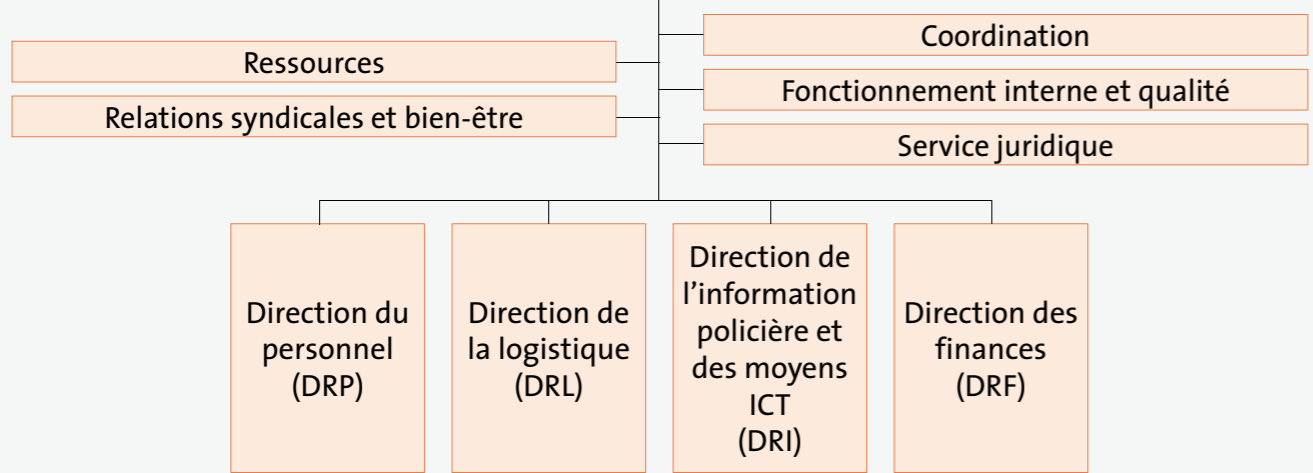 Ressources
Relations syndicales et bien-être
Coordination
Fonctionnement interne et qualité
Service juridique
Direction du
personnel
(DRP)
Direction de
la logistique
(DRL)
Direction de
l’information
policière et
des moyens
ICT
(DRI)
Direction des
finances
(DRF)